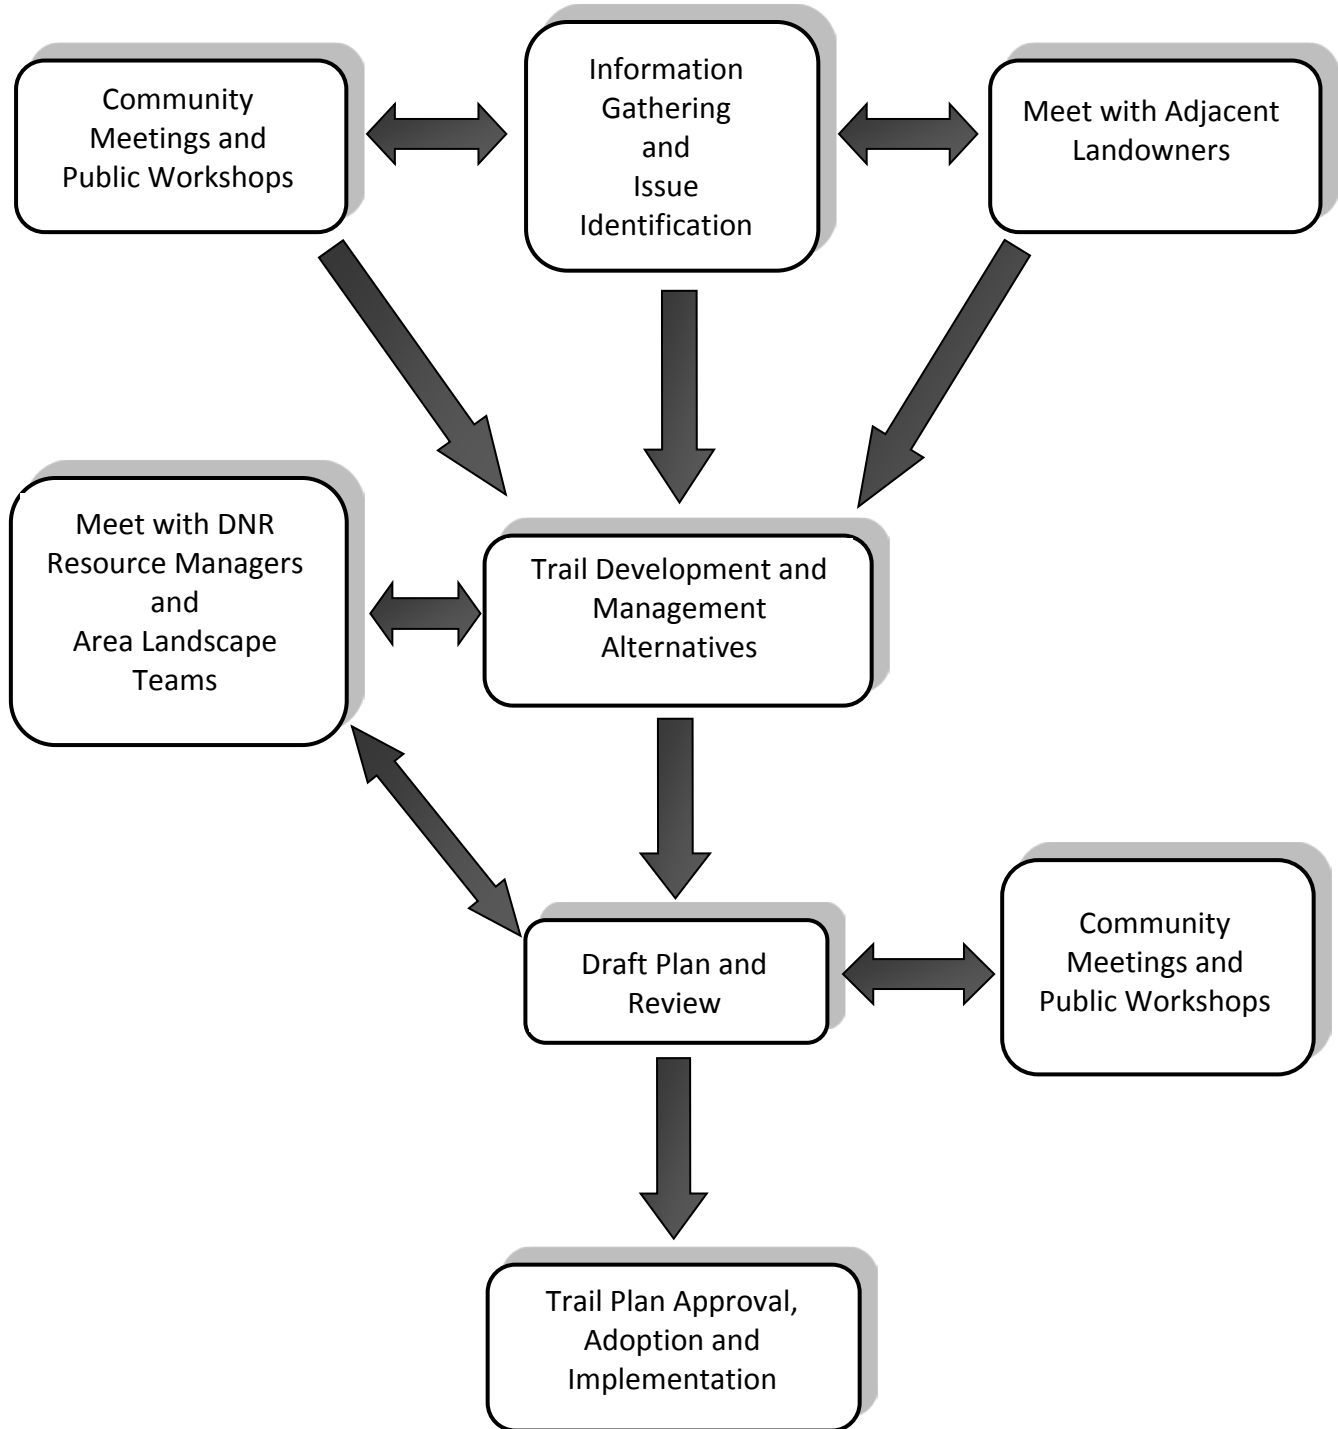 Community
Meetings and
Public Workshops
Information
Gathering
and
Issue
Identification
Meet with Adjacent
Landowners
Meet with DNR
Resource Managers
and
Area Landscape
Teams
Trail Development and
Management
Alternatives
Draft Plan and
Review
Community
Meetings and
Public Workshops
Trail Plan Approval,
Adoption and
Implementation